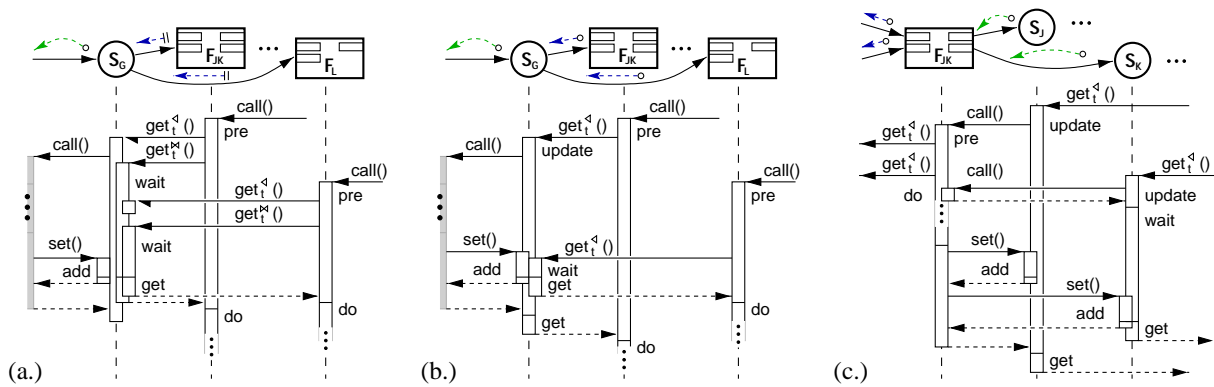 S_G
F_JK
...
F_L
call()
get_t^◁ ()
pre
call()
get_t^⋈ ()
wait
call()
get_t^◁ ()
pre
get_t^⋈ ()
wait
set()
add
get
do
do
(a.)
S_G
F_JK
...
F_L
call()
get_t^◁ ()
pre
call()
update
call()
pre
set()
get_t^◁ ()
add
wait
get
do
get
do
(b.)
F_JK
S_J
...
S_K
...
get_t^◁ ()
call()
update
get_t^◁ ()
pre
get_t^◁ ()
call()
get_t^◁ ()
do
update
wait
set()
add
set()
add
get
get
(c.)